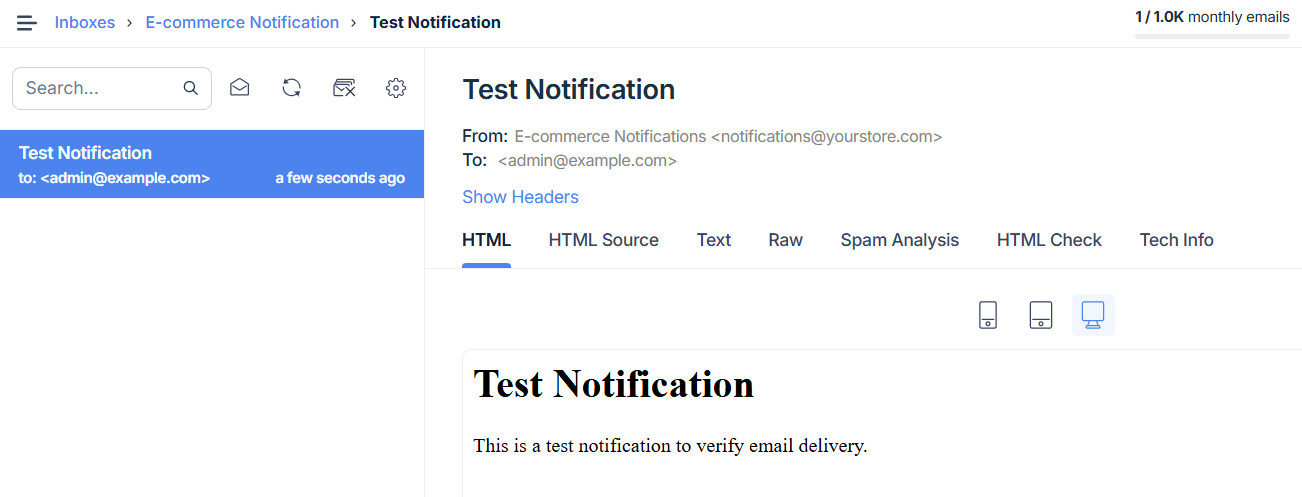 Inboxes › E-commerce Notification › Test Notification
1 / 1.0K monthly emails
Search...
Test Notification
to: <admin@example.com> a few seconds ago
Test Notification
From: E-commerce Notifications <notifications@yourstore.com>
To: <admin@example.com>
Show Headers
HTML HTML Source Text Raw Spam Analysis HTML Check Tech Info
Test Notification
This is a test notification to verify email delivery.